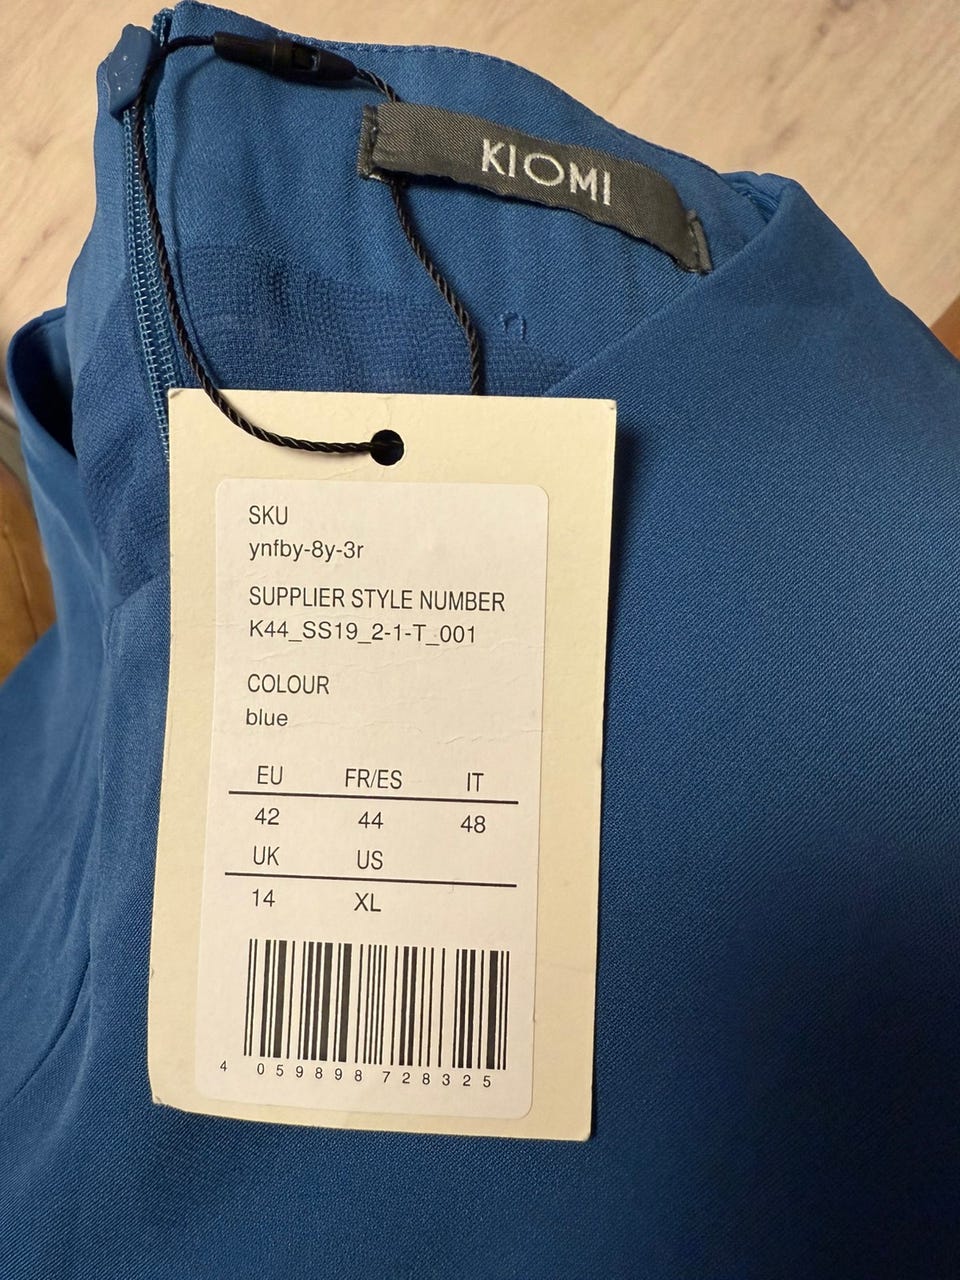 KIOMI
SKU
ynfby-8y-3r
SUPPLIER STYLE NUMBER
K44_SS19_2-1-T_001
COLOUR
blue
EU FR/ES IT
42 44 48
UK US
14 XL
4 059898 728325